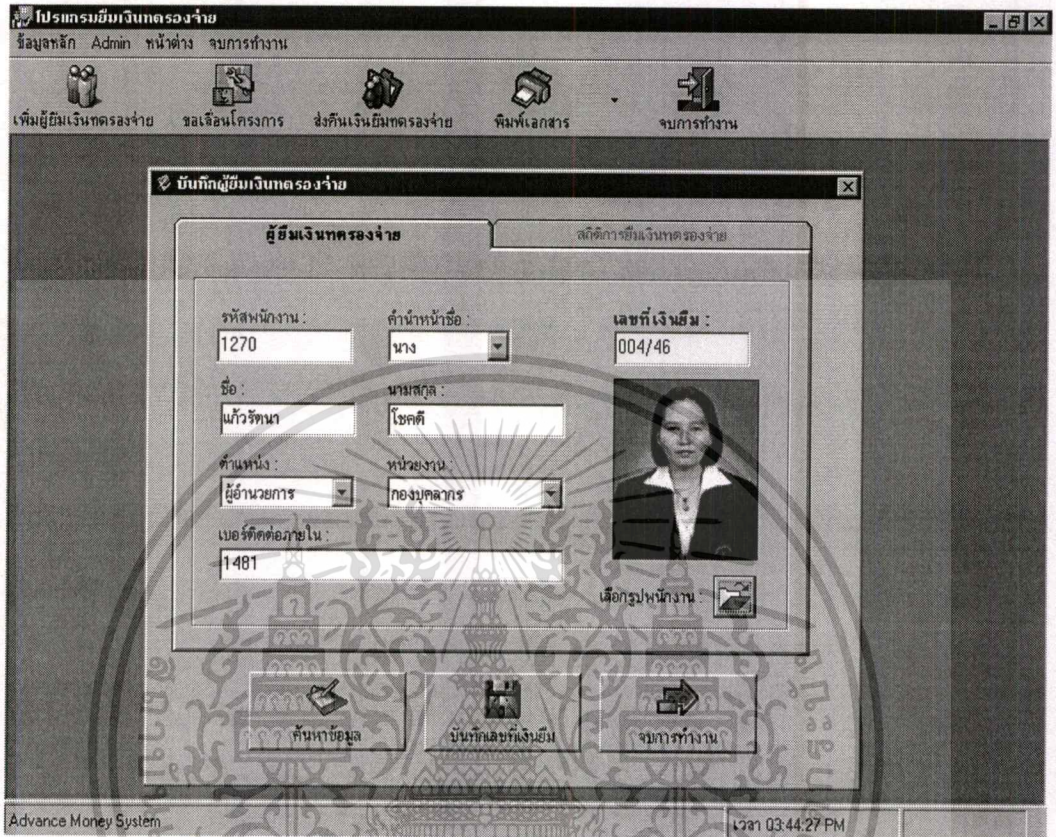 โปรแกรมยืมเงินทดรองจ่าย
ข้อมูลหลัก Admin หน้าต่าง จบการทำงาน
เพิ่มผู้ยืมเงินทดรองจ่าย ขอเลื่อนโครงการ ส่งคืนเงินยืมทดรองจ่าย พิมพ์เอกสาร จบการทำงาน
บันทึกผู้ยืมเงินทดรองจ่าย
ผู้ยืมเงินทดรองจ่าย สถิติการยืมเงินทดรองจ่าย
รหัสพนักงาน : คำนำหน้าชื่อ : เลขที่เงินยืม :
1270 นาง 004/46
ชื่อ : นามสกุล :
แก้วรัตนา โชคดี
ตำแหน่ง : หน่วยงาน :
ผู้อำนวยการ กองบุคลากร
เบอร์ติดต่อภายใน :
1481
เลือกรูปพนักงาน :
ค้นหาข้อมูล บันทึกเลขที่เงินยืม จบการทำงาน
Advance Money System เวลา 03:44:27 PM